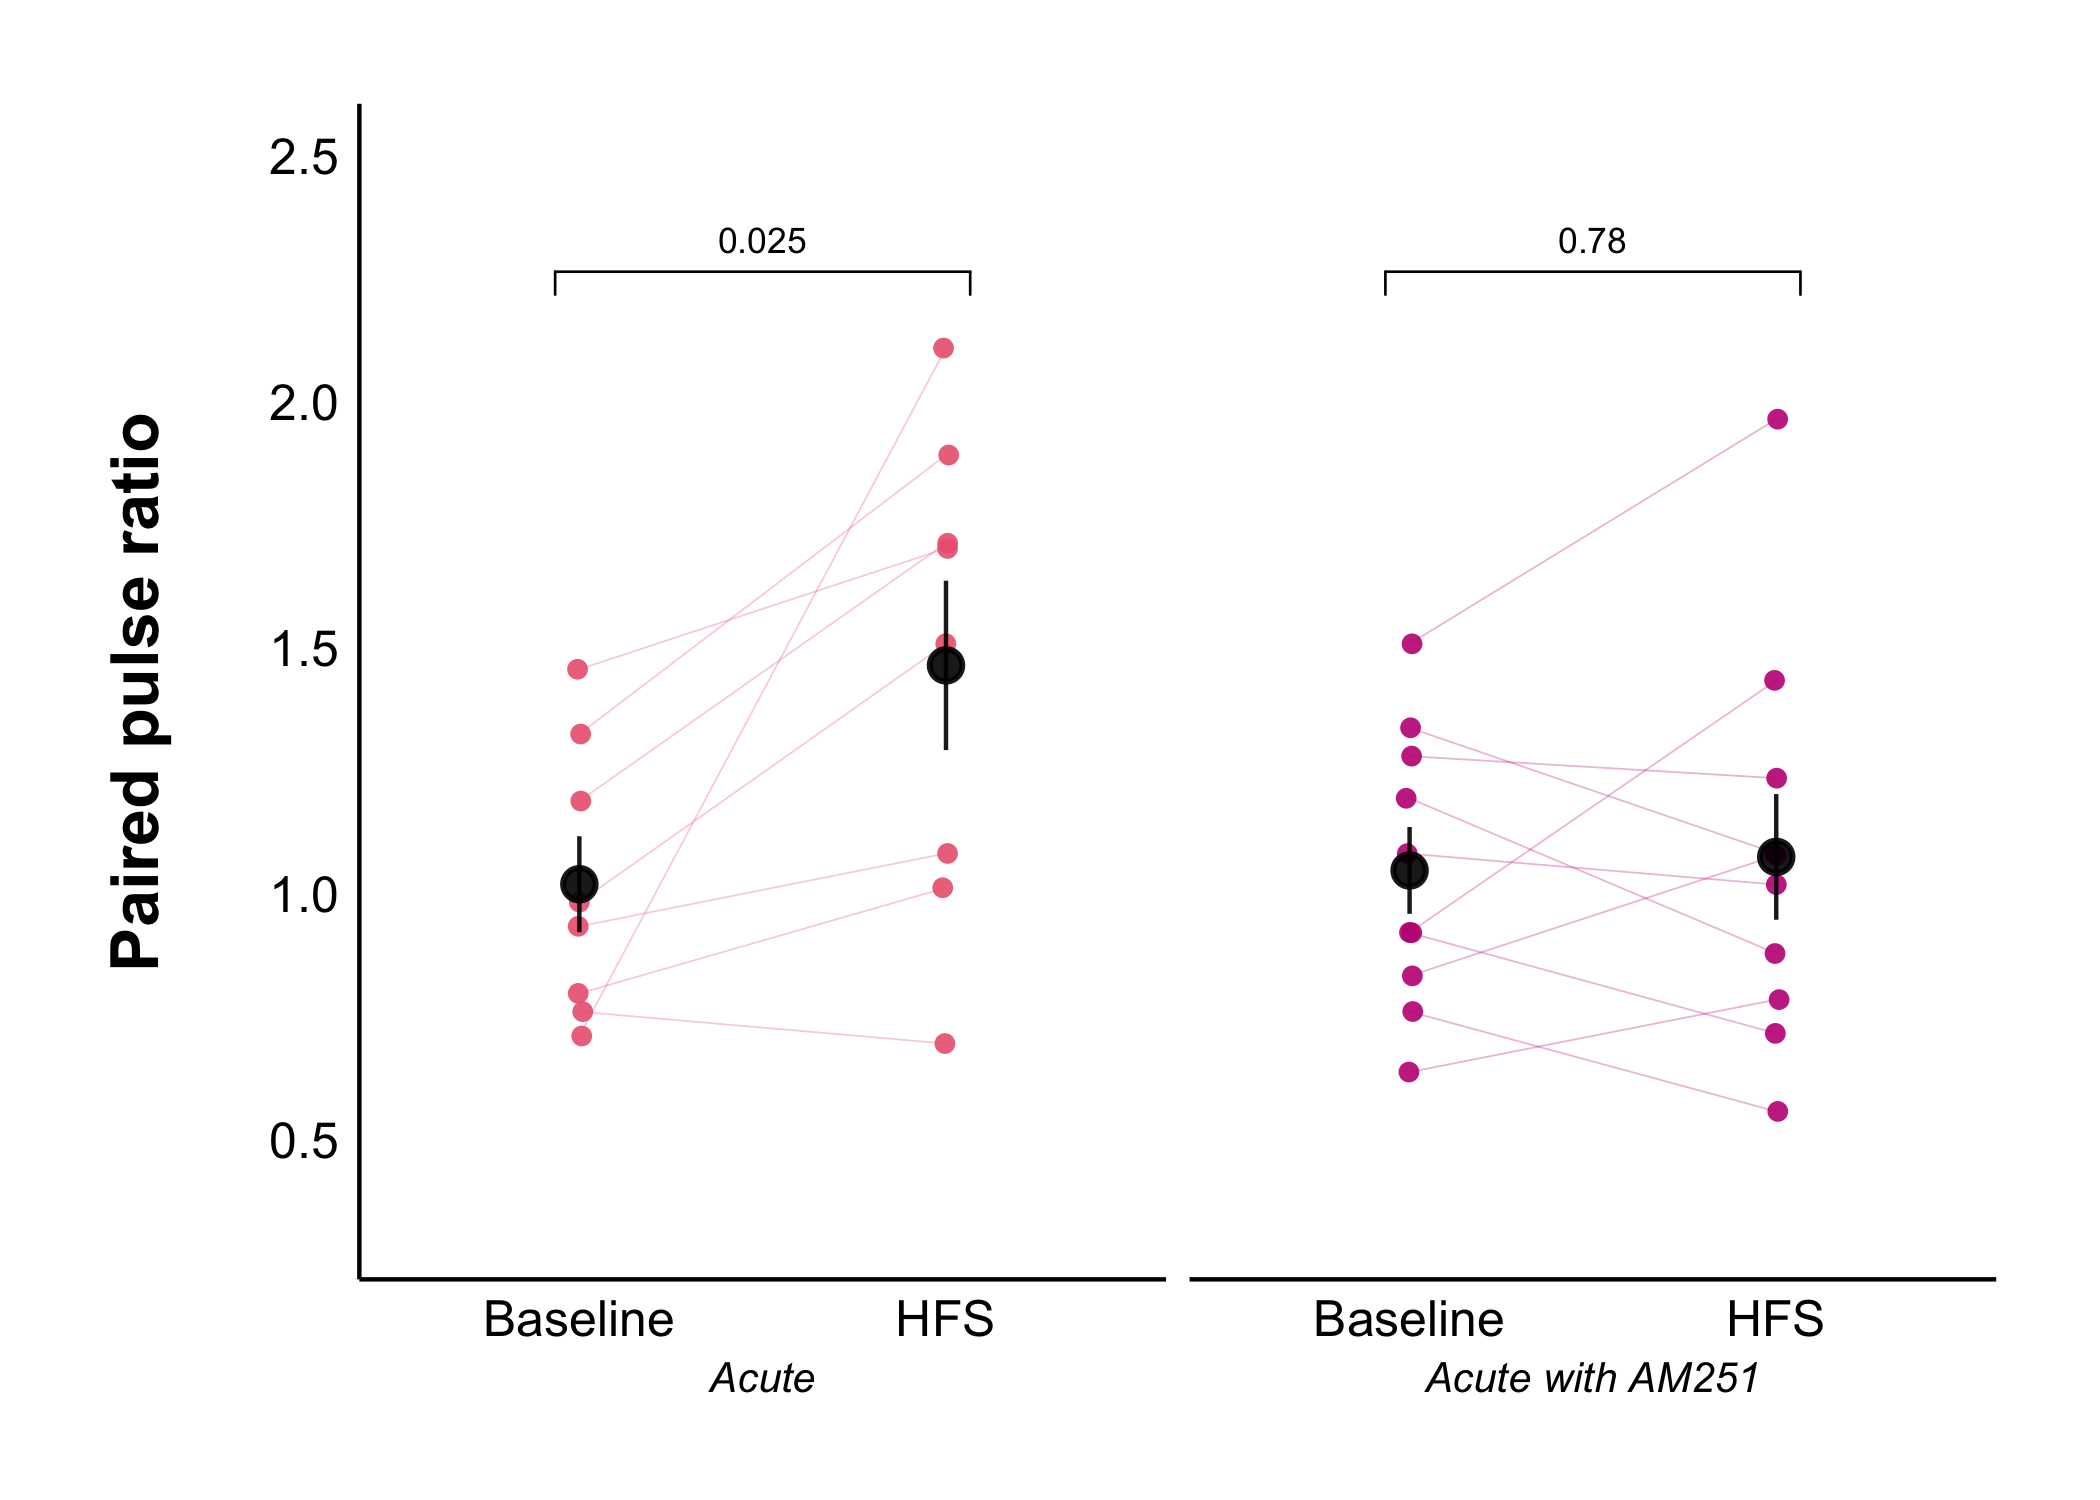 Paired pulse ratio
2.5
2.0
1.5
1.0
0.5
0.025
0.78
Baseline
HFS
Baseline
HFS
Acute
Acute with AM251